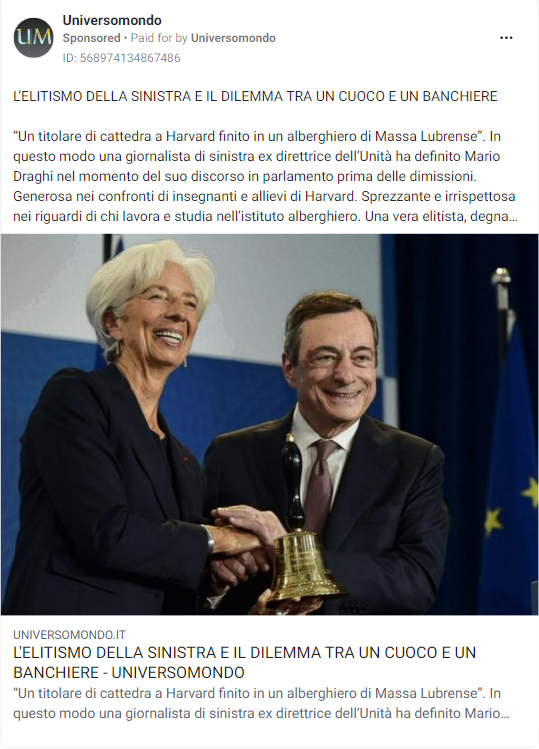 UM
Universomondo
Sponsored • Paid for by Universomondo
ID: 568974134867486
L'ELITISMO DELLA SINISTRA E IL DILEMMA TRA UN CUOCO E UN BANCHIERE
“Un titolare di cattedra a Harvard finito in un alberghiero di Massa Lubrense”. In
questo modo una giornalista di sinistra ex direttrice dell’Unità ha definito Mario
Draghi nel momento del suo discorso in parlamento prima delle dimissioni.
Generosa nei confronti di insegnanti e allievi di Harvard. Sprezzante e irrispettosa
nei riguardi di chi lavora e studia nell’istituto alberghiero. Una vera elitista, degna...
UNIVERSOMONDO.IT
L'ELITISMO DELLA SINISTRA E IL DILEMMA TRA UN CUOCO E UN
BANCHIERE - UNIVERSOMONDO
“Un titolare di cattedra a Harvard finito in un alberghiero di Massa Lubrense”. In
questo modo una giornalista di sinistra ex direttrice dell’Unità ha definito Mario...